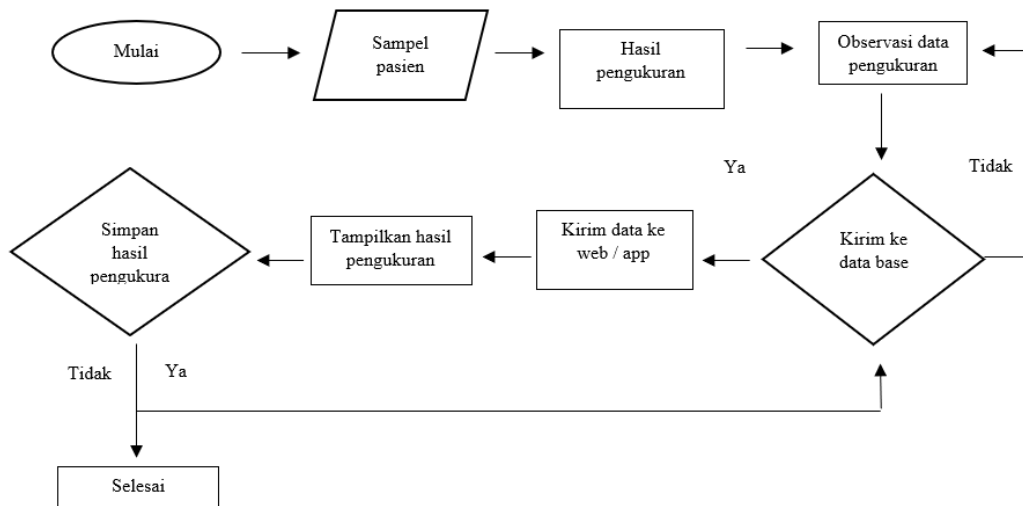 Mulai
Sampel
pasien
Hasil
pengukuran
Observasi data
pengukuran
Ya
Tidak
Simpan
hasil
pengukura
Tampilkan hasil
pengukuran
Kirim data ke
web / app
Kirim ke
data base
Tidak
Ya
Selesai